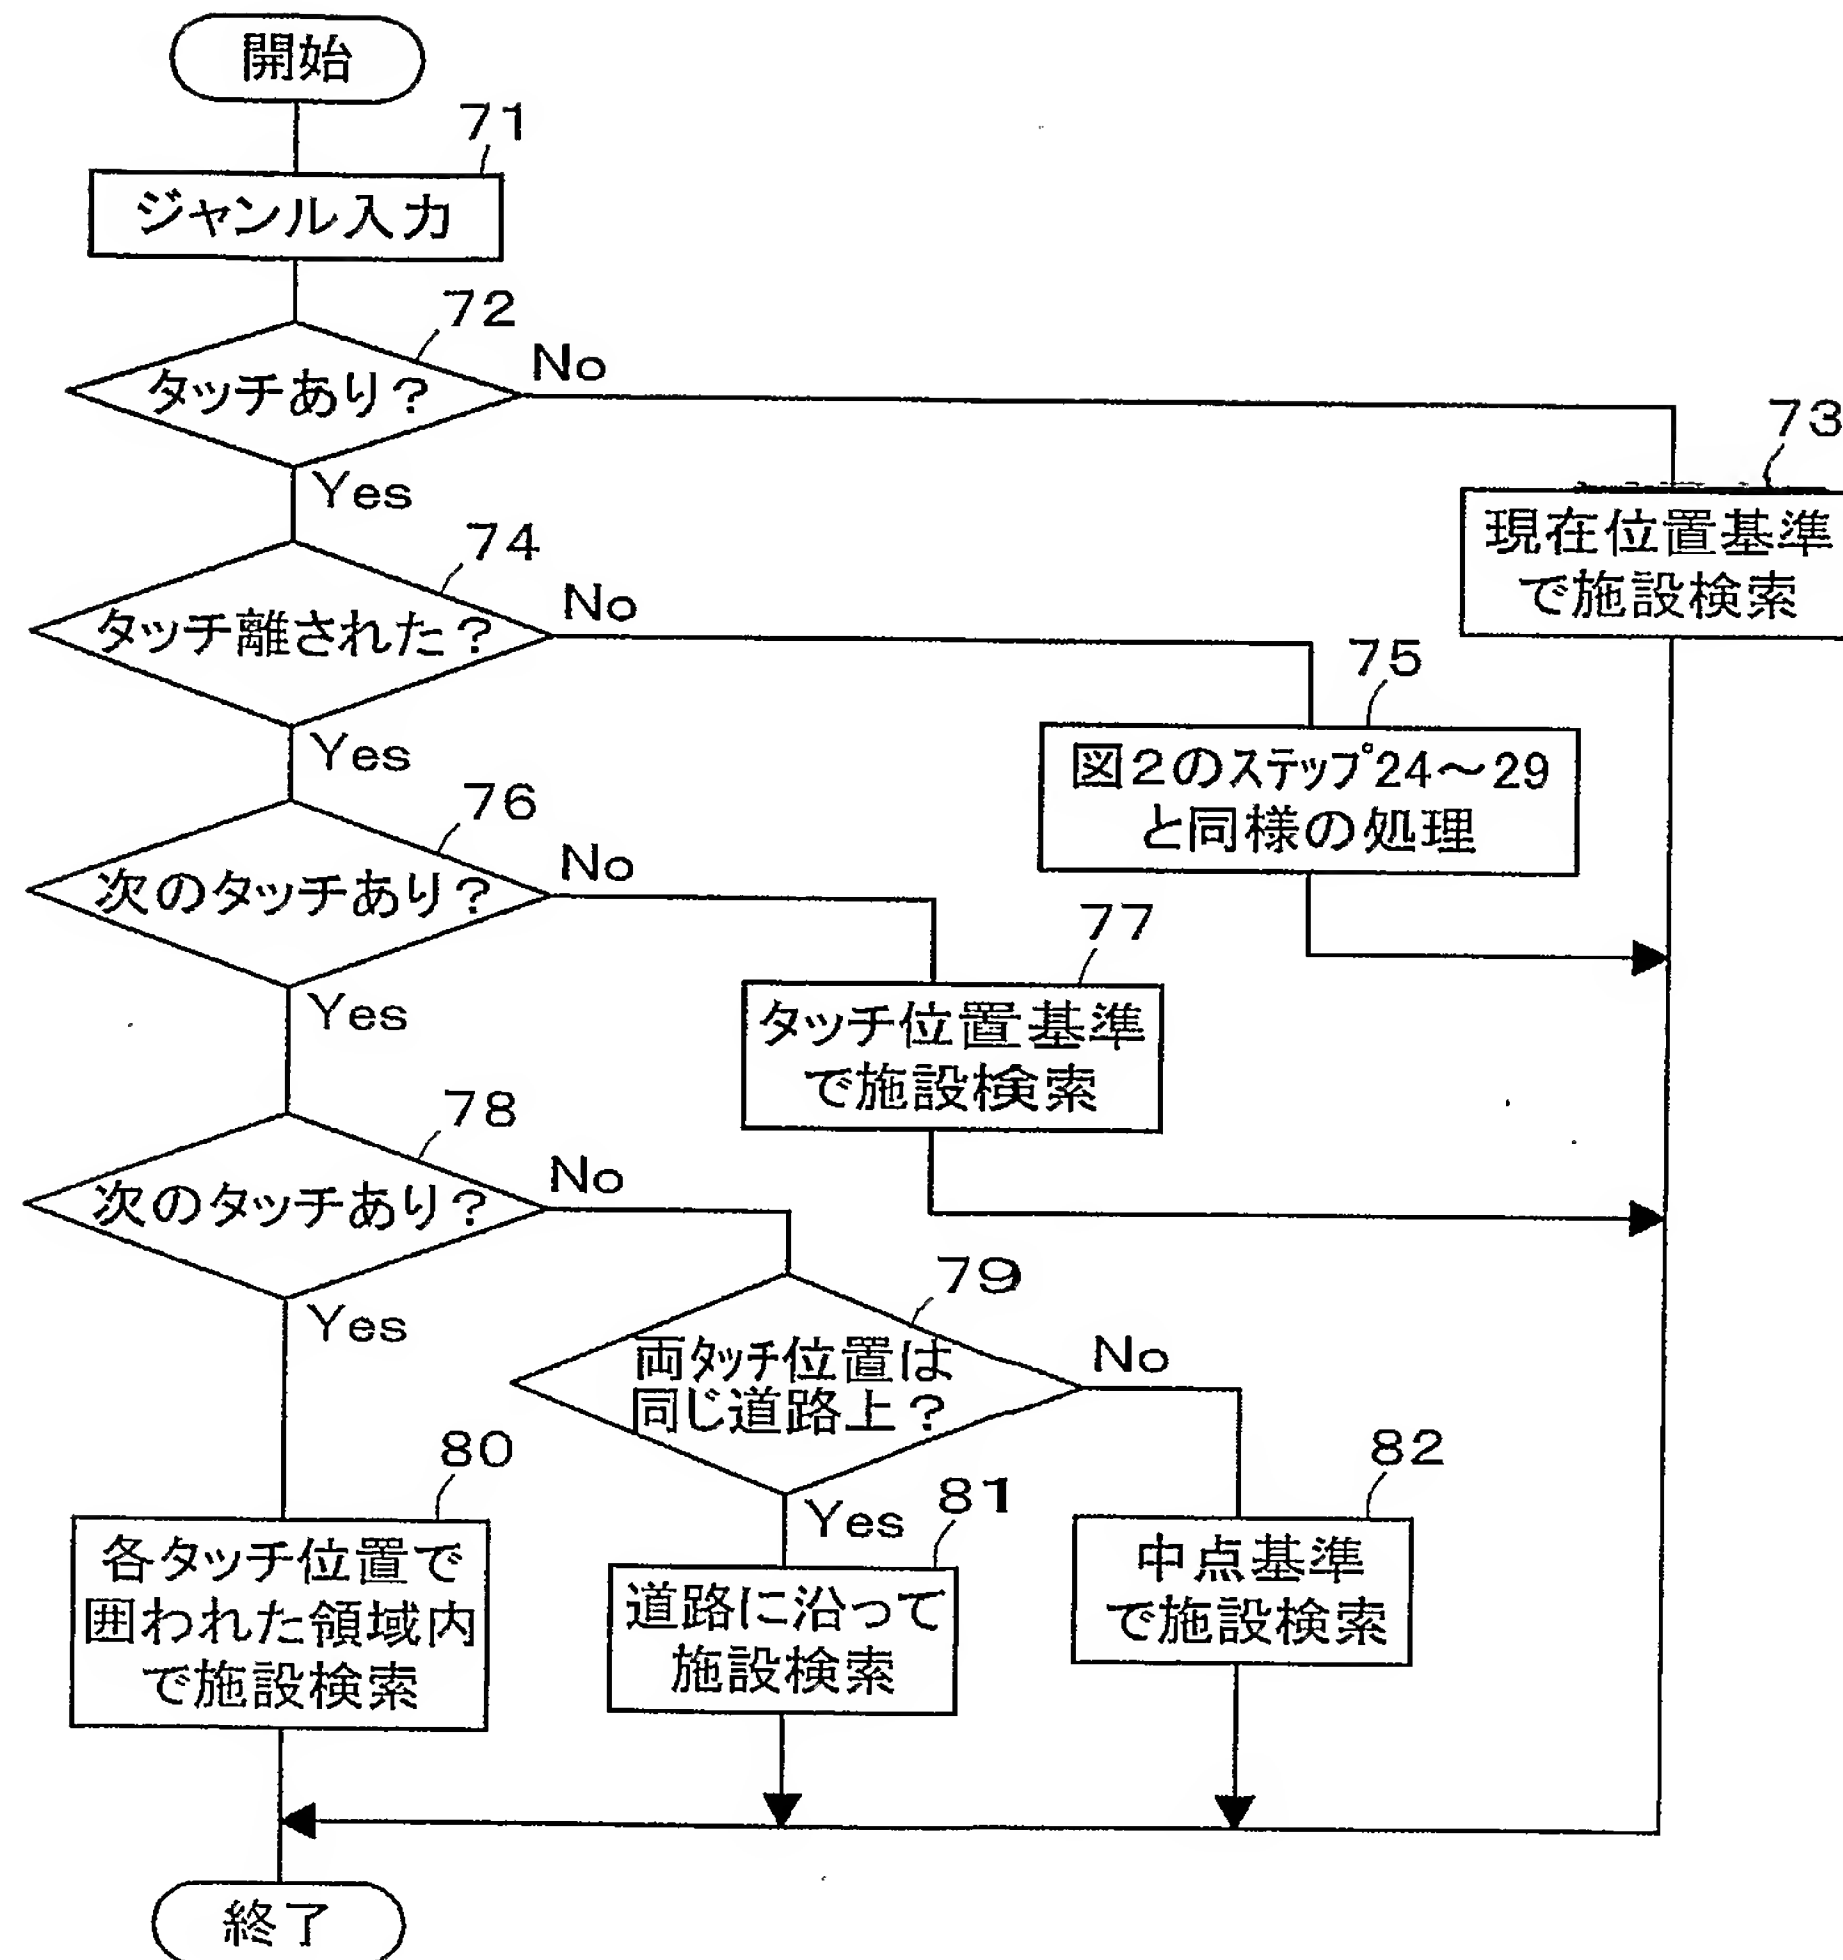 開始
71
ジャンル入力
72
タッチあり?
No
Yes
73
現在位置基準
で施設検索
74
タッチ離された?
No
Yes
75
図2のステップ24～29
と同様の処理
76
次のタッチあり?
No
Yes
77
タッチ位置基準
で施設検索
78
次のタッチあり?
No
Yes
79
両タッチ位置は
同じ道路上?
No
Yes
80
各タッチ位置で
囲われた領域内
で施設検索
81
道路に沿って
施設検索
82
中点基準
で施設検索
終了